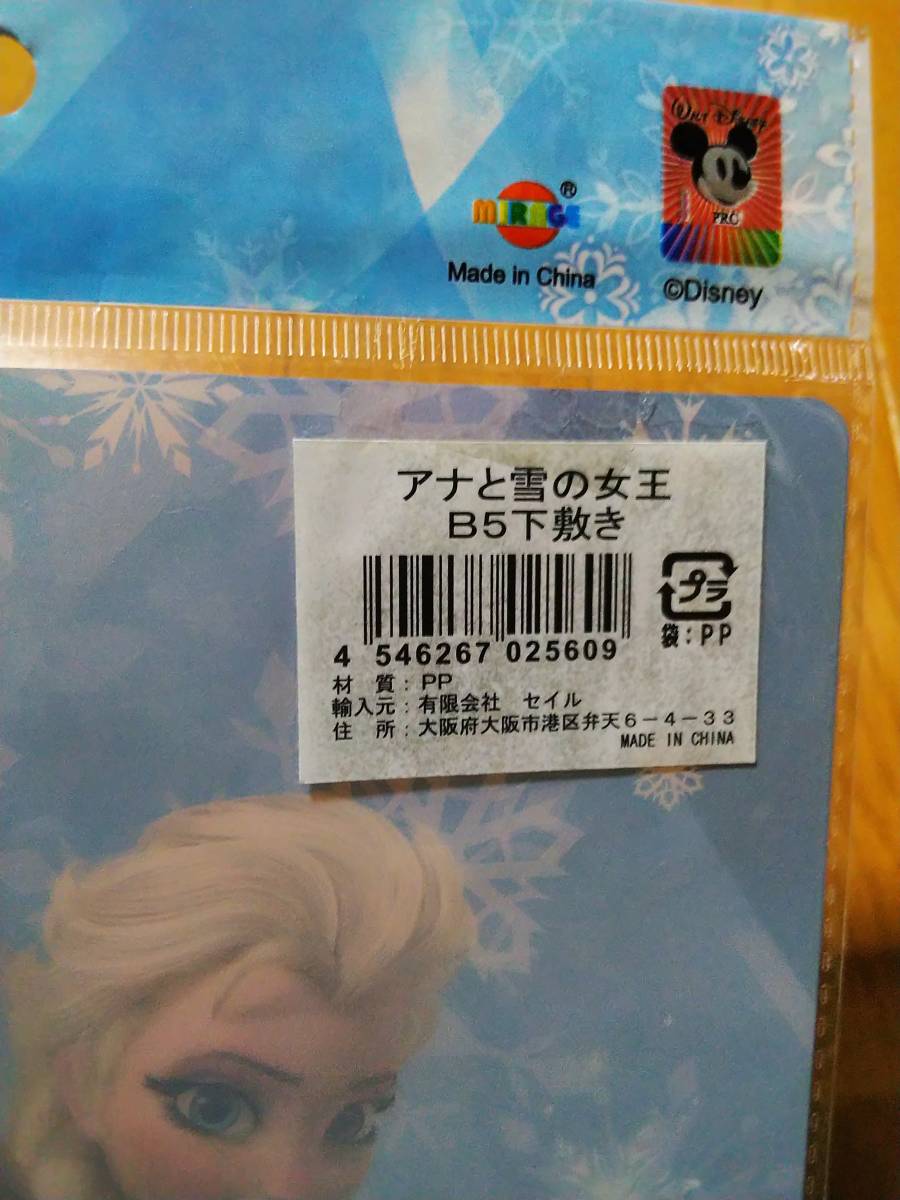 WALT DISNEY
PRC
MIRAGE®
Made in China
©Disney
アナと雪の女王
B5下敷き
プラ
袋:PP
4 546267 025609
材 質: PP
輸入元: 有限会社 セイル
住 所: 大阪府大阪市港区弁天6-4-33
MADE IN CHINA